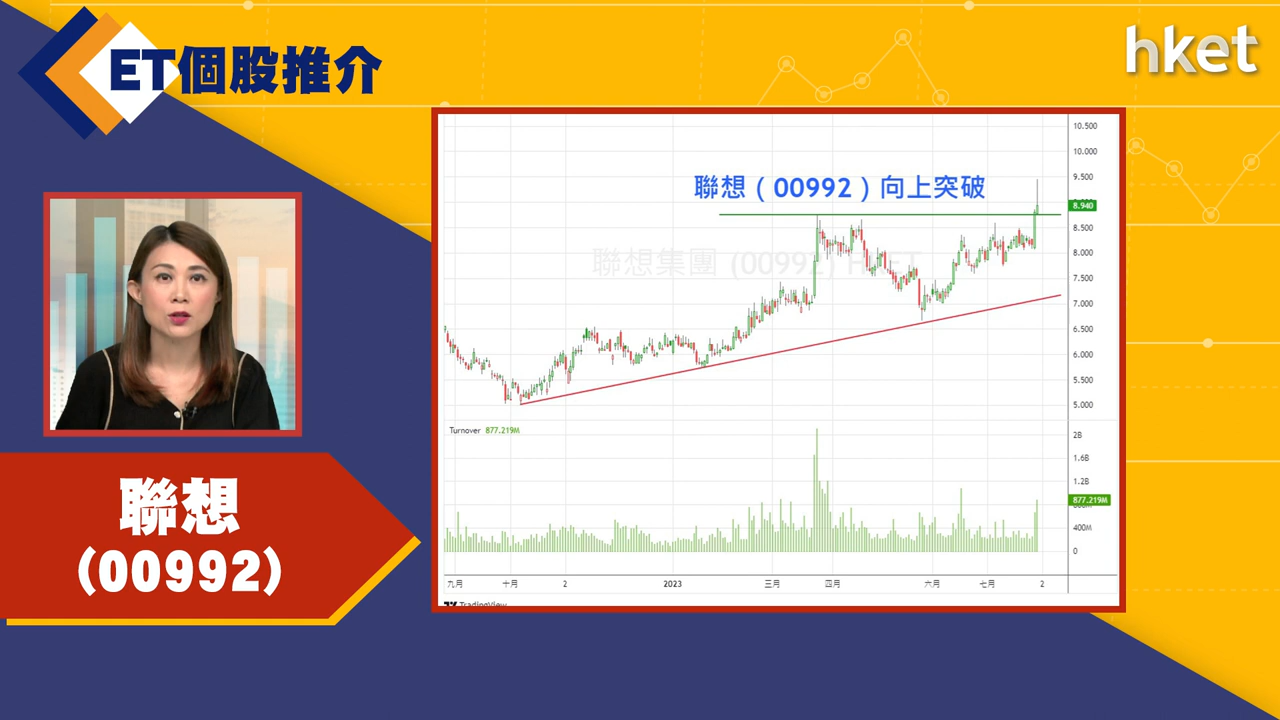 ET個股推介
hket
聯想
(00992)
聯想（00992）向上突破
聯想集團 (00992) HKET
10.500
10.000
9.500
8.940
8.500
8.000
7.500
7.000
6.500
6.000
5.500
5.000
Turnover 877.219M
2B
1.6B
1.2B
877.219M
400M
0
九月 十月 2 2023 三月 四月 六月 七月 2
TradingView